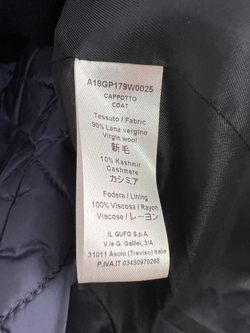 A18GP179W0025
CAPPOTTO
COAT
Tessuto / Fabric
90% Lana vergine
Virgin wool
新毛
10% Kashmir
Cashmere
カシミア
Fodera / Lining
100% Viscosa / Rayon
Viscose / レーヨン
IL GUFO S.p.A.
V.le G. Galilei, 3/A
31011 Asolo (Treviso) Italy
P.IVA.IT 03450970268